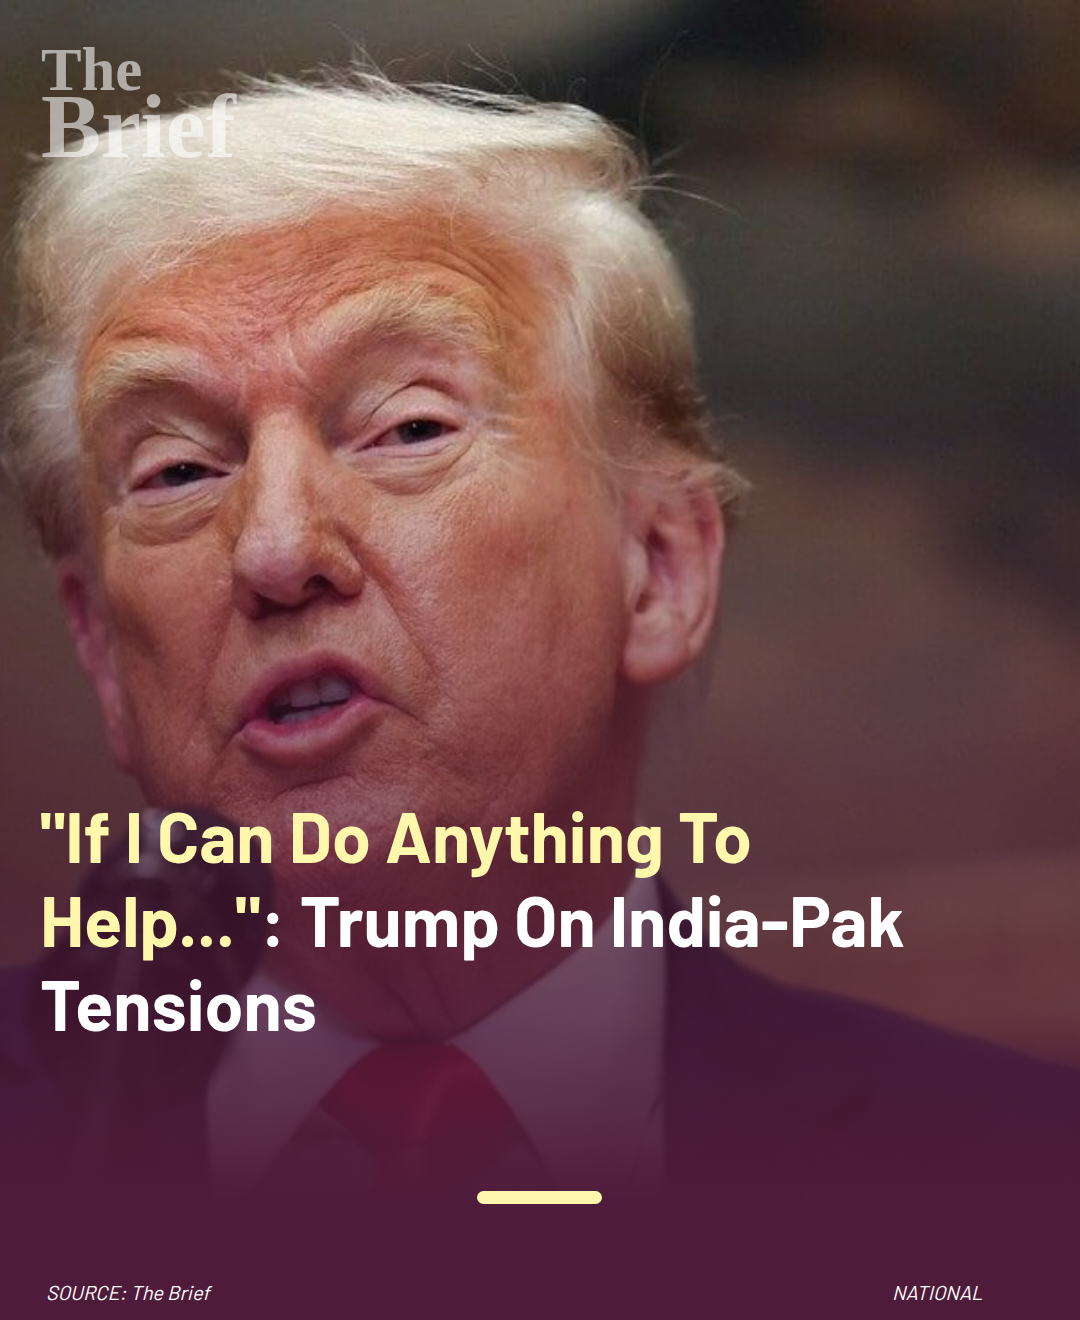 The
Brief
"If I Can Do Anything To
Help...": Trump On India-Pak
Tensions
SOURCE: The Brief
NATIONAL